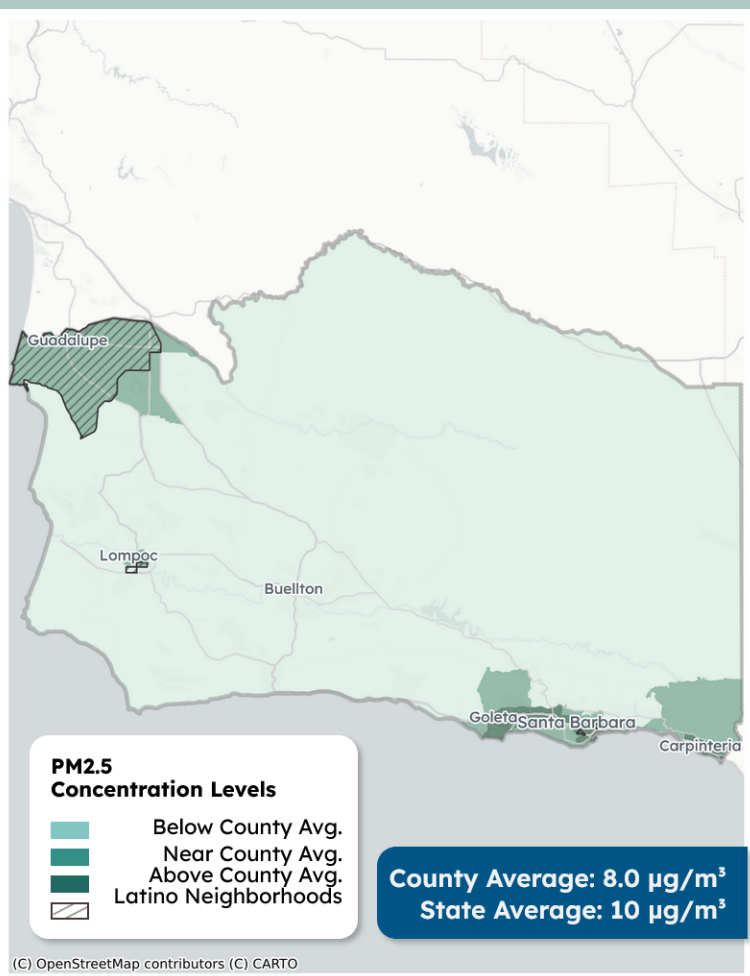 Guadalupe
Lompoc
Buellton
Goleta
Santa Barbara
Carpinteria
PM2.5
Concentration Levels
Below County Avg.
Near County Avg.
Above County Avg.
Latino Neighborhoods
County Average: 8.0 µg/m³
State Average: 10 µg/m³
(C) OpenStreetMap contributors (C) CARTO